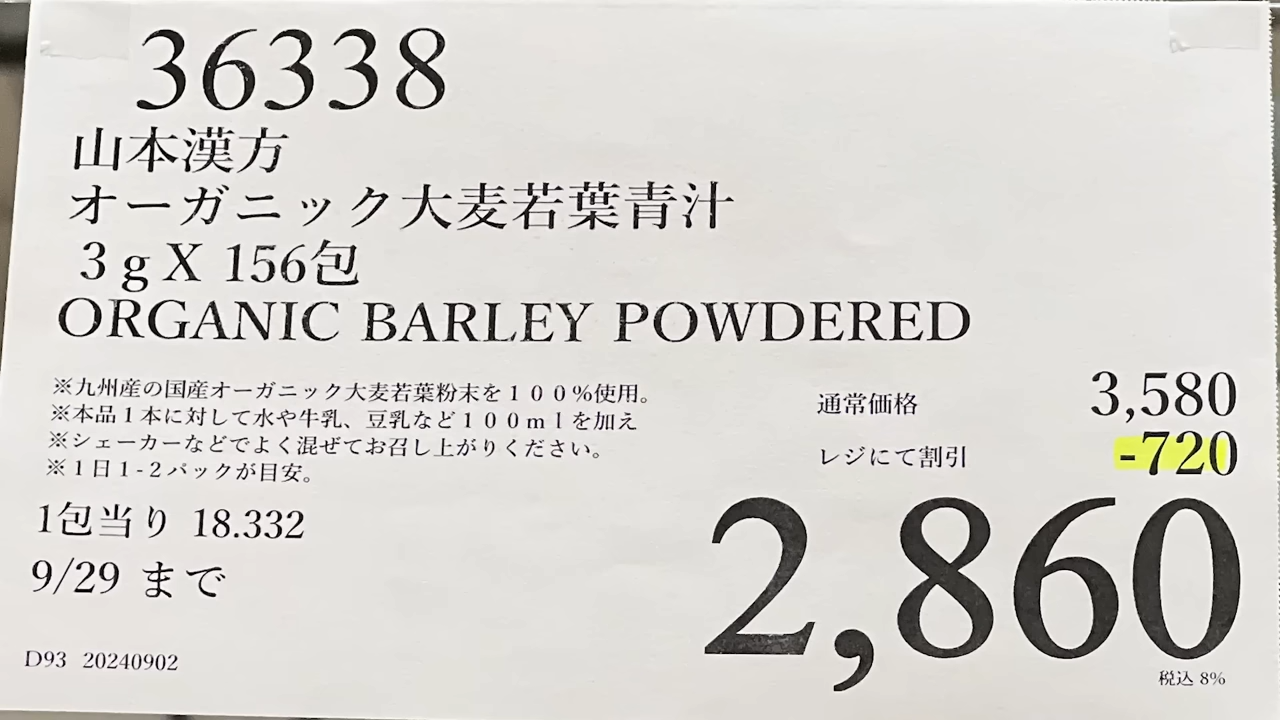 36338
山本漢方
オーガニック大麦若葉青汁
3g X 156包
ORGANIC BARLEY POWDERED
※九州産の国産オーガニック大麦若葉粉末を１００%使用。
※本品１本に対して水や牛乳、豆乳など１００ｍｌを加え
※シェーカーなどでよく混ぜてお召し上がりください。
※１日１-２パックが目安。
通常価格 3,580
レジにて割引 -720
2,860
税込 8%
1包当り 18.332
9/29 まで
D93 20240902